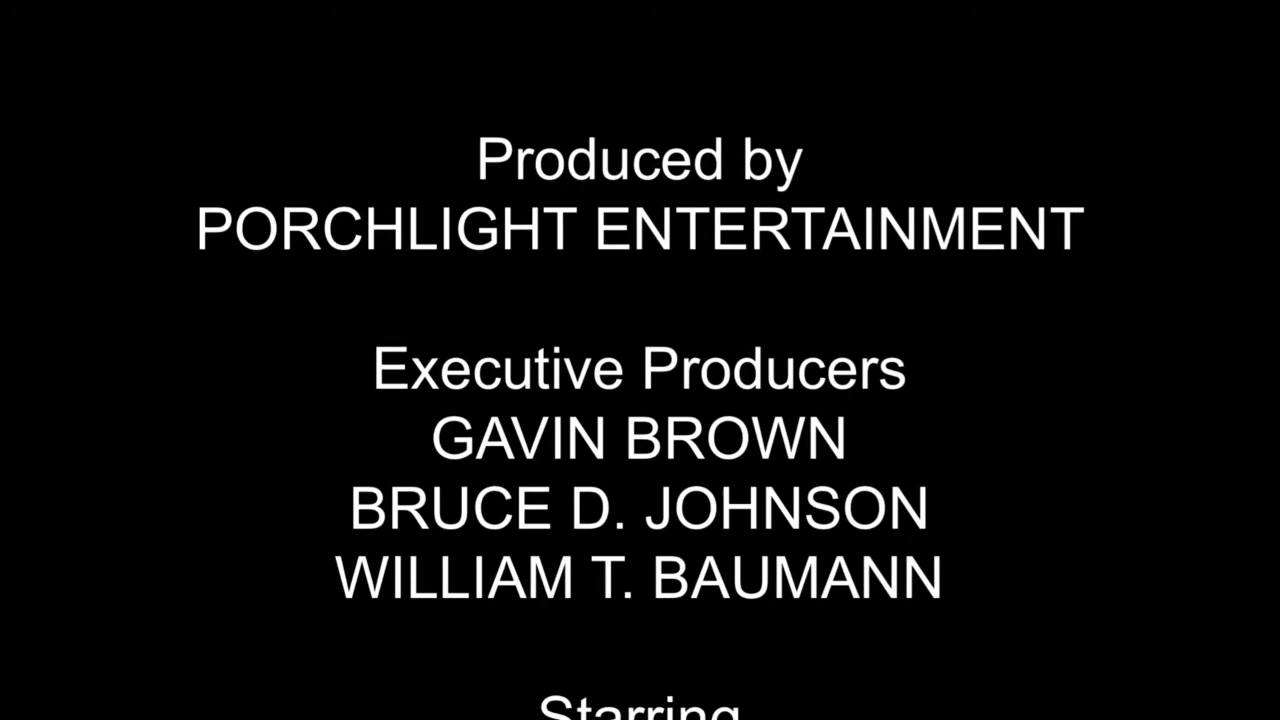 Produced by
PORCHLIGHT ENTERTAINMENT
Executive Producers
GAVIN BROWN
BRUCE D. JOHNSON
WILLIAM T. BAUMANN
Starring